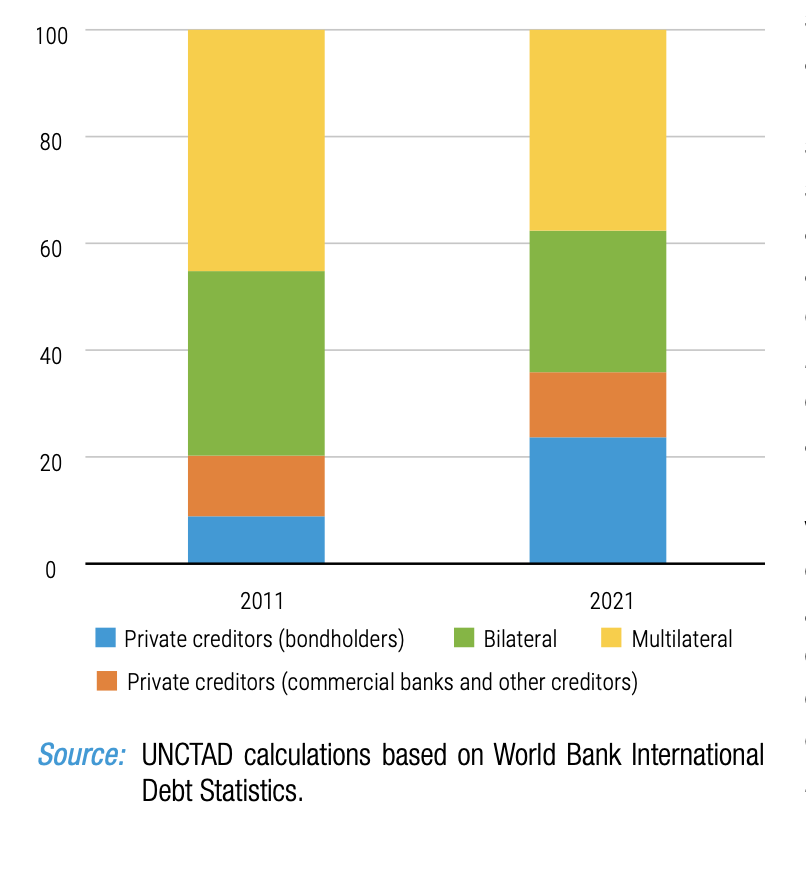 100
80
60
40
20
0
2011 2021
Private creditors (bondholders) Bilateral Multilateral
Private creditors (commercial banks and other creditors)
Source: UNCTAD calculations based on World Bank International
Debt Statistics.